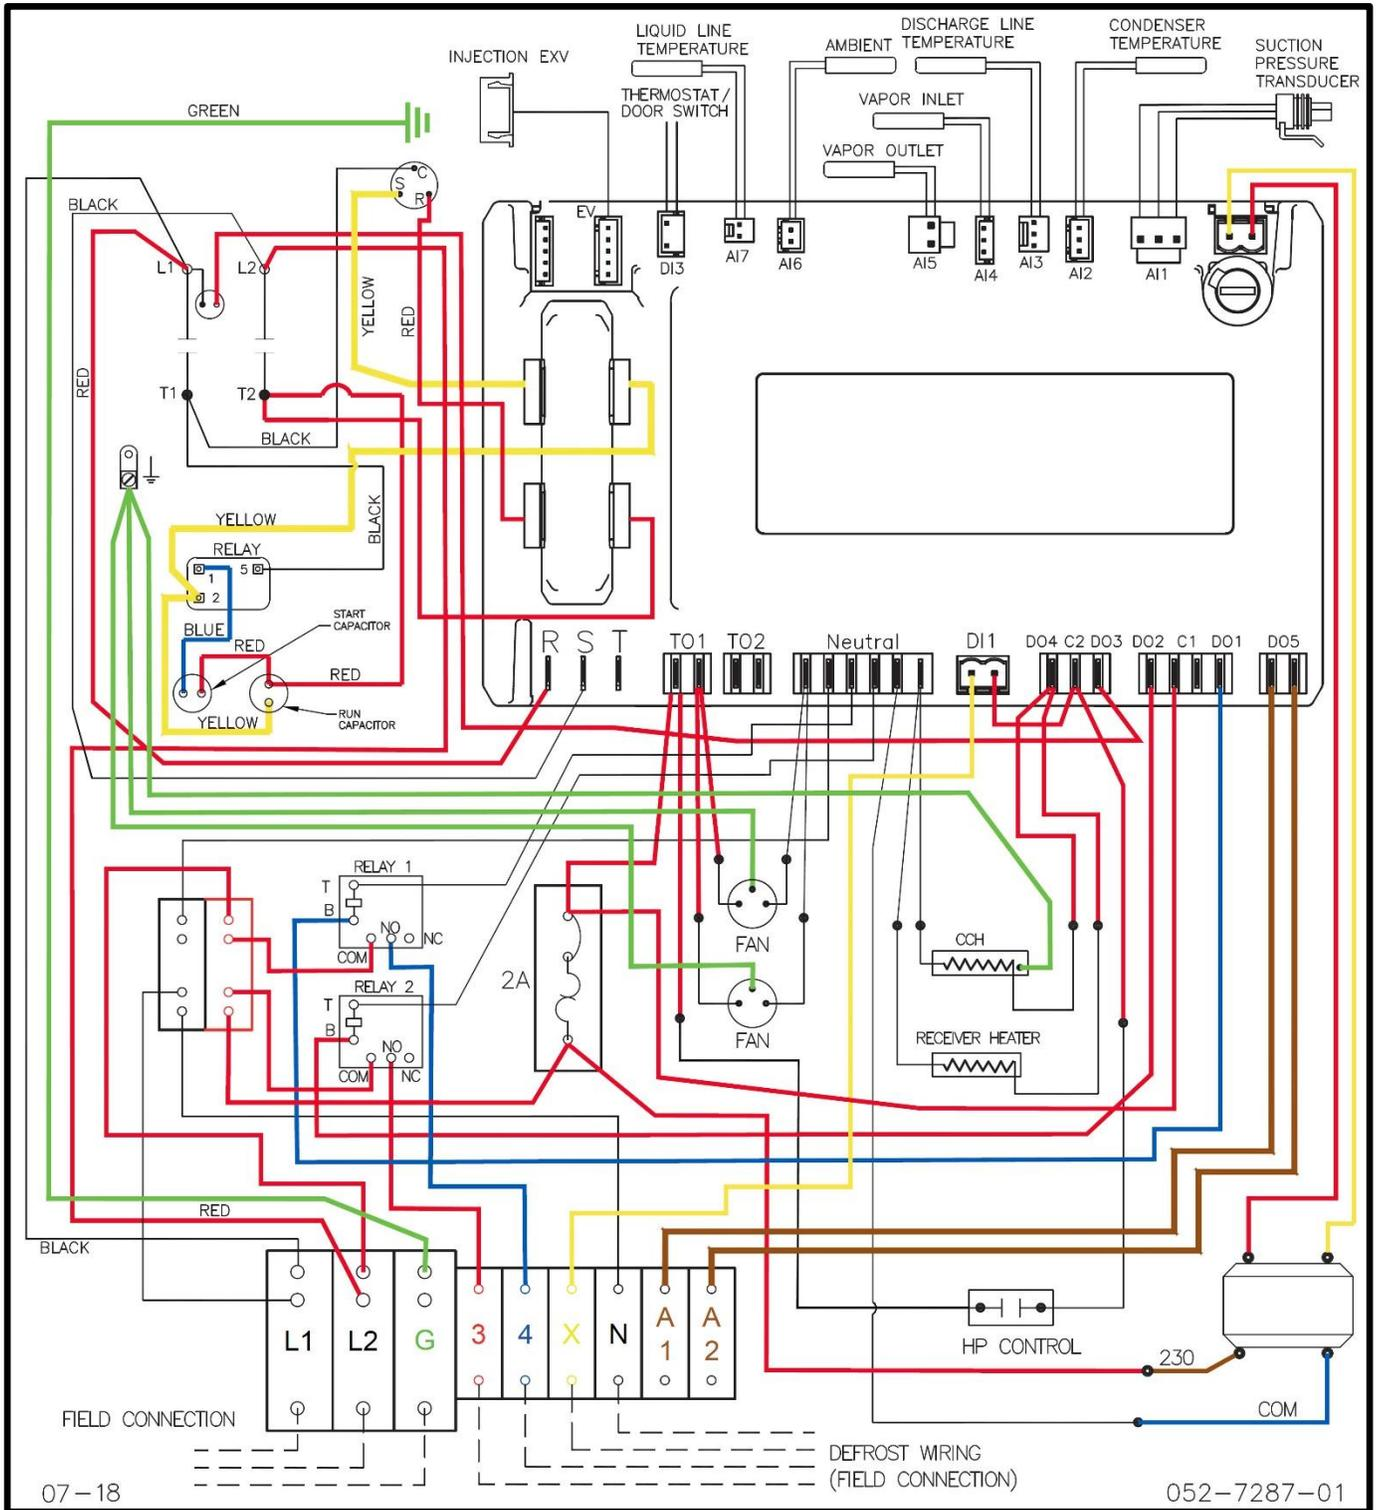 INJECTION EXV
LIQUID LINE
TEMPERATURE
THERMOSTAT/
DOOR SWITCH
AMBIENT
DISCHARGE LINE
TEMPERATURE
VAPOR INLET
VAPOR OUTLET
CONDENSER
TEMPERATURE
SUCTION
PRESSURE
TRANSDUCER
GREEN
C
S
R
BLACK
L1
L2
YELLOW
RED
RED
T1
T2
BLACK
BLACK
EV
DI3
AI7
AI6
AI5
AI4
AI3
AI2
AI1
YELLOW
RELAY
1
5
2
BLUE
RED
START
CAPACITOR
RED
YELLOW
RUN
CAPACITOR
R
S
T
TO1
TO2
Neutral
DI1
DO4
C2
DO3
DO2
C1
DO1
DO5
RELAY 1
T
B
NO
NC
COM
RELAY 2
T
B
NO
COM
NC
2A
FAN
FAN
CCH
RECEIVER HEATER
RED
BLACK
L1
L2
G
3
4
X
N
A
1
A
2
HP CONTROL
230
COM
FIELD CONNECTION
DEFROST WIRING
(FIELD CONNECTION)
07-18
052-7287-01